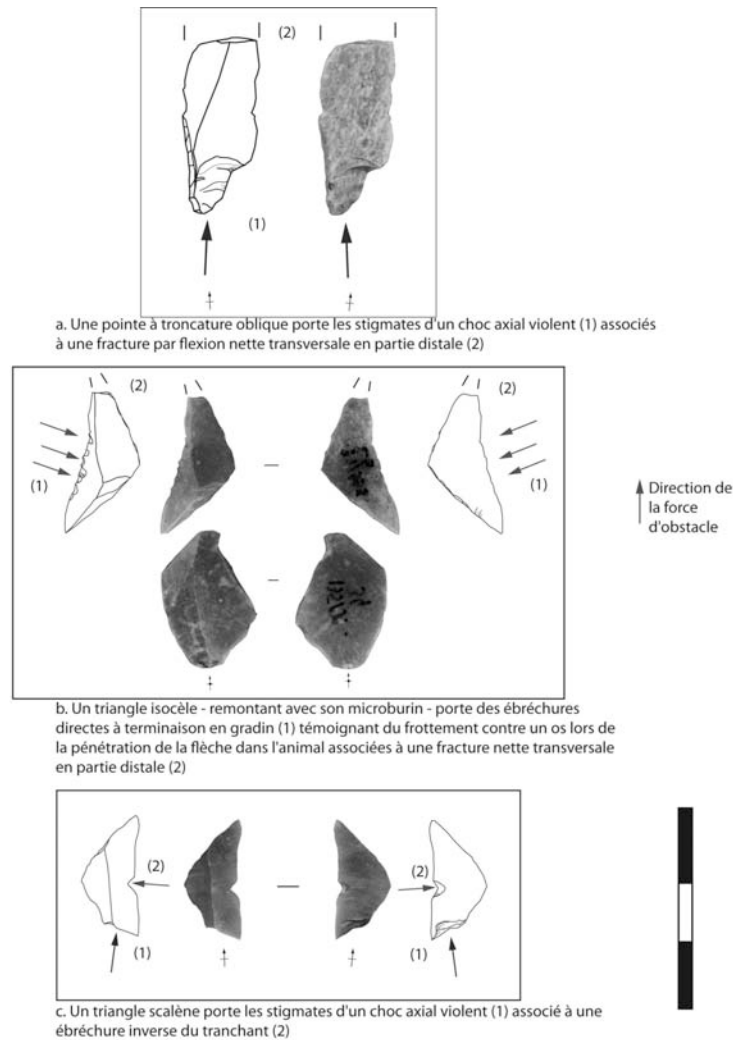 (2)
(1)
a. Une pointe à troncature oblique porte les stigmates d'un choc axial violent (1) associés
à une fracture par flexion nette transversale en partie distale (2)
(2)
(2)
(1)
(1)
Direction de
la force
d'obstacle
b. Un triangle isocèle - remontant avec son microburin - porte des ébréchures
directes à terminaison en gradin (1) témoignant du frottement contre un os lors de
la pénétration de la flèche dans l'animal associées à une fracture nette transversale
en partie distale (2)
(2)
(2)
(1)
(1)
c. Un triangle scalène porte les stigmates d'un choc axial violent (1) associé à une
ébréchure inverse du tranchant (2)